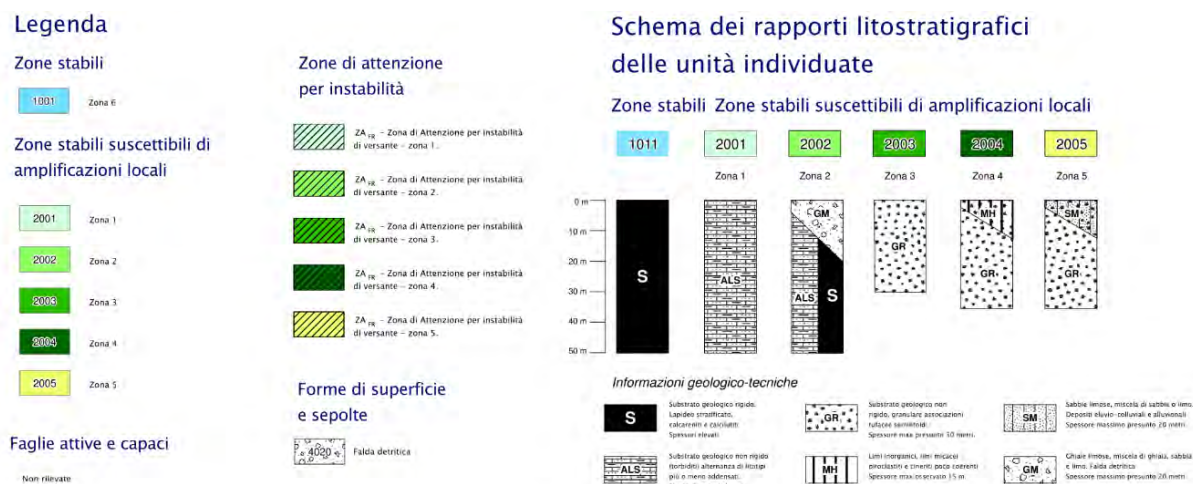 Legenda
Zone stabili
1001 Zona 6
Zone stabili suscettibili di
amplificazioni locali
2001 Zona 1
2002 Zona 2
2003 Zona 3
2004 Zona 4
2005 Zona 5
Faglie attive e capaci
Non rilevate
Zone di attenzione
per instabilità
ZA FR - Zona di Attenzione per instabilità
di versante - zona 1.
ZA FR - Zona di Attenzione per instabilità
di versante - zona 2.
ZA FR - Zona di Attenzione per instabilità
di versante - zona 3.
ZA FR - Zona di Attenzione per instabilità
di versante - zona 4.
ZA FR - Zona di Attenzione per instabilità
di versante - zona 5.
Forme di superficie
e sepolte
4020 Falda detritica
Schema dei rapporti litostratigrafici
delle unità individuate
Zone stabili Zone stabili suscettibili di amplificazioni locali
1011 2001 2002 2003 2004 2005
Zona 1 Zona 2 Zona 3 Zona 4 Zona 5
0 m
10 m
20 m
30 m
40 m
50 m
S
ALS
GM
ALS S
GR
MH
GR
SM
GR
Informazioni geologico-tecniche
S
Substrato geologico rigido.
Lapideo stratificato,
calcareniti e calcilutiti
Spessori elevati
ALS
Substrato geologico non rigido
(torbiditi) alternanza di litotipi
più o meno addensati.
GR
Substrato geologico non
rigido, granulare associazioni
tufacee semilitoidi.
Spessore max presunto 30 metri.
MH
Limi inorganici, limi micacei
piroclastiti e cineriti poco coerenti
Spessore max osservato 15 m.
SM
Sabbie limose, miscela di sabbia e limo.
Depositi eluvio-colluviali e alluvionali
Spessore massimo presunto 20 metri.
GM
Ghiaie limose, miscela di ghiaia, sabbia
e limo. Falda detritica
Spessore massimo presunto 20 metri